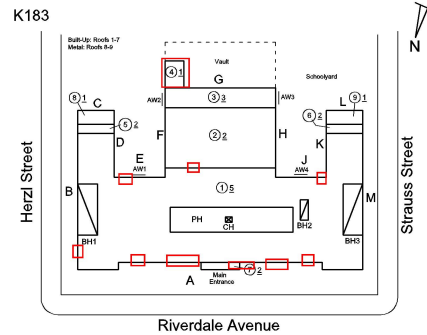 K183
N
Built-Up: Roofs 1-7
Metal: Roofs 8-9
Vault
Schoolyard
4 1
G
8 1
C
AW2
3 3
AW3
L
9 1
5 2
6 2
D
F
2 2
H
K
E
J
AW1
AW4
B
1 5
M
Herzl Street
Strauss Street
PH
CH
BH1
BH2
BH3
7 2
A
Main
Entrance
Riverdale Avenue